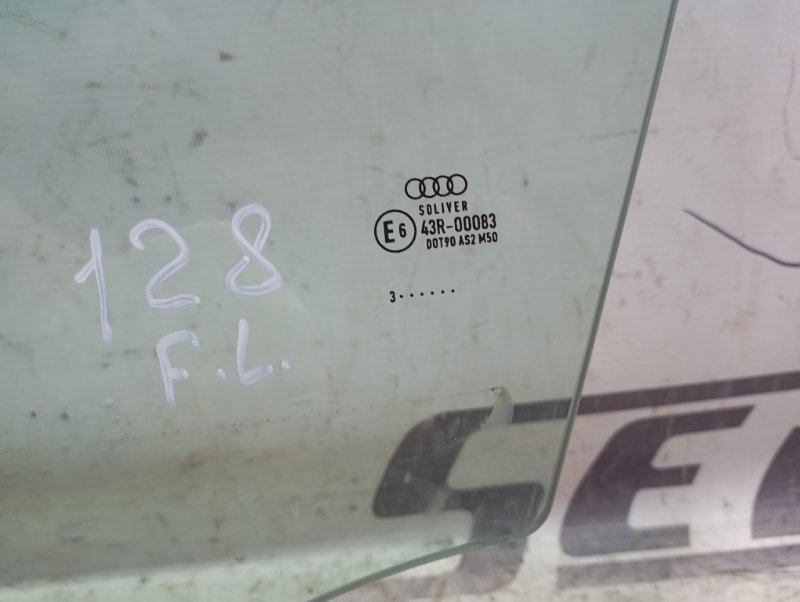 SOLIVER
E6 43R-00083
DOT90 AS2 M50
3······
128
F.L.